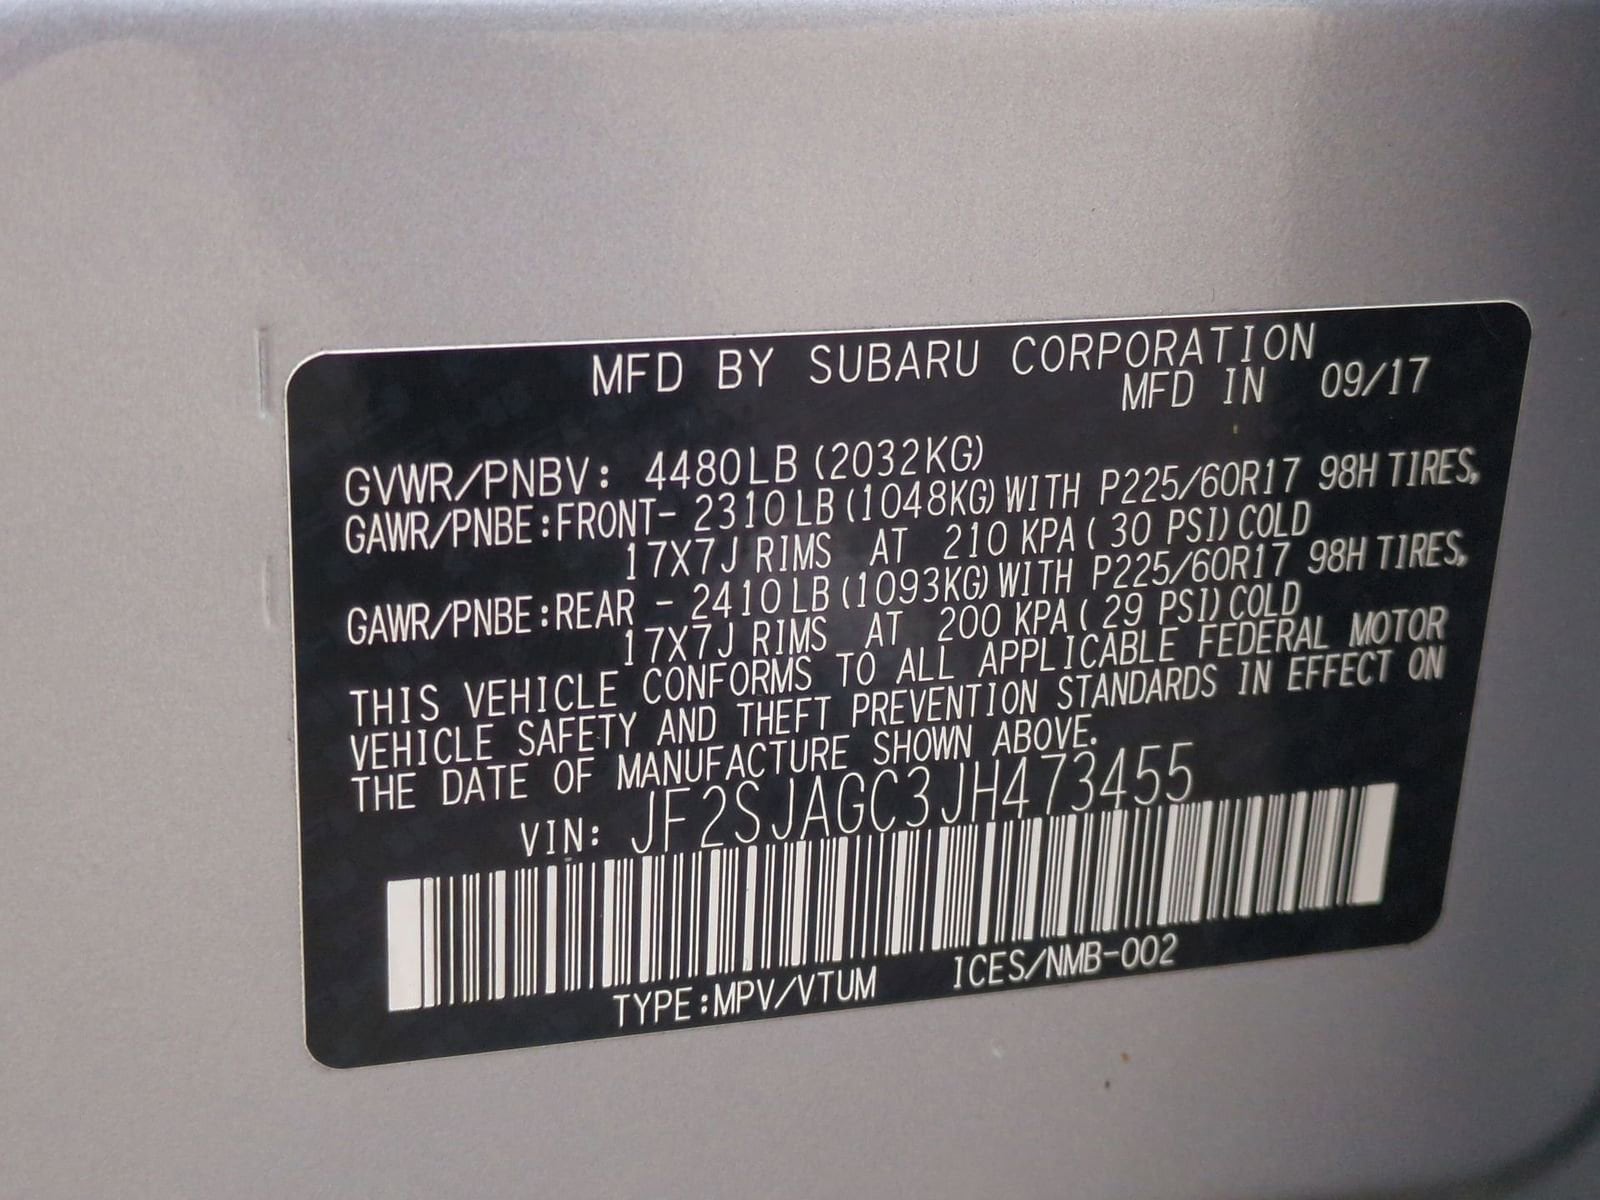 MFD BY SUBARU CORPORATION
MFD IN 09/17
GVWR/PNBV: 4480LB (2032KG)
GAWR/PNBE:FRONT- 2310LB (1048KG) WITH P225/60R17 98H TIRES,
17X7J RIMS AT 210 KPA ( 30 PSI) COLD
GAWR/PNBE:REAR - 2410LB (1093KG) WITH P225/60R17 98H TIRES,
17X7J RIMS AT 200 KPA ( 29 PSI) COLD
THIS VEHICLE CONFORMS TO ALL APPLICABLE FEDERAL MOTOR
VEHICLE SAFETY AND THEFT PREVENTION STANDARDS IN EFFECT ON
THE DATE OF MANUFACTURE SHOWN ABOVE.
VIN: JF2SJAGC3JH473455
TYPE:MPV/VTUM ICES/NMB-002